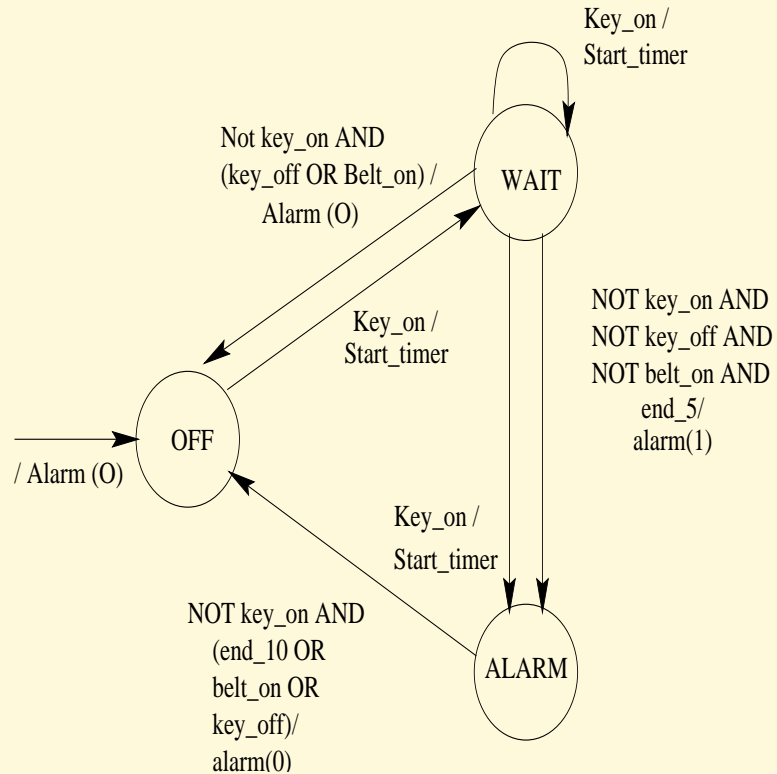 Key_on /
Start_timer
Not key_on AND
(key_off OR Belt_on) /
Alarm (O)
WAIT
Key_on /
Start_timer
NOT key_on AND
NOT key_off AND
NOT belt_on AND
end_5/
alarm(1)
OFF
/ Alarm (O)
Key_on /
Start_timer
NOT key_on AND
(end_10 OR
belt_on OR
key_off)/
alarm(0)
ALARM